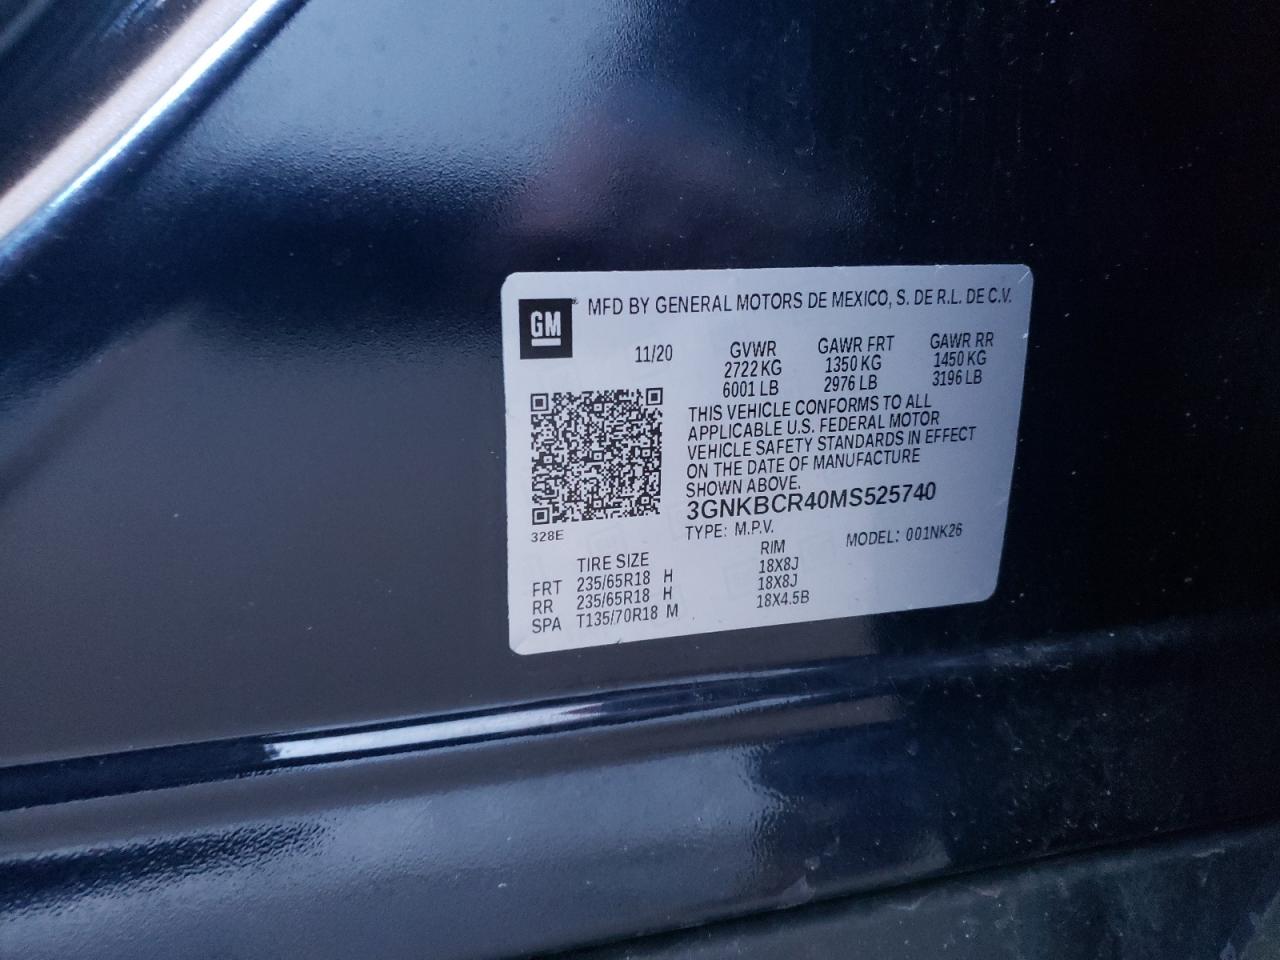 GM
MFD BY GENERAL MOTORS DE MEXICO, S. DE R.L. DE C.V.
11/20
GVWR
2722 KG
6001 LB
GAWR FRT
1350 KG
2976 LB
GAWR RR
1450 KG
3196 LB
THIS VEHICLE CONFORMS TO ALL
APPLICABLE U.S. FEDERAL MOTOR
VEHICLE SAFETY STANDARDS IN EFFECT
ON THE DATE OF MANUFACTURE
SHOWN ABOVE.
3GNKBCR40MS525740
328E
TYPE: M.P.V.
MODEL: 001NK26
TIRE SIZE RIM
FRT 235/65R18 H 18X8J
RR 235/65R18 H 18X8J
SPA T135/70R18 M 18X4.5B